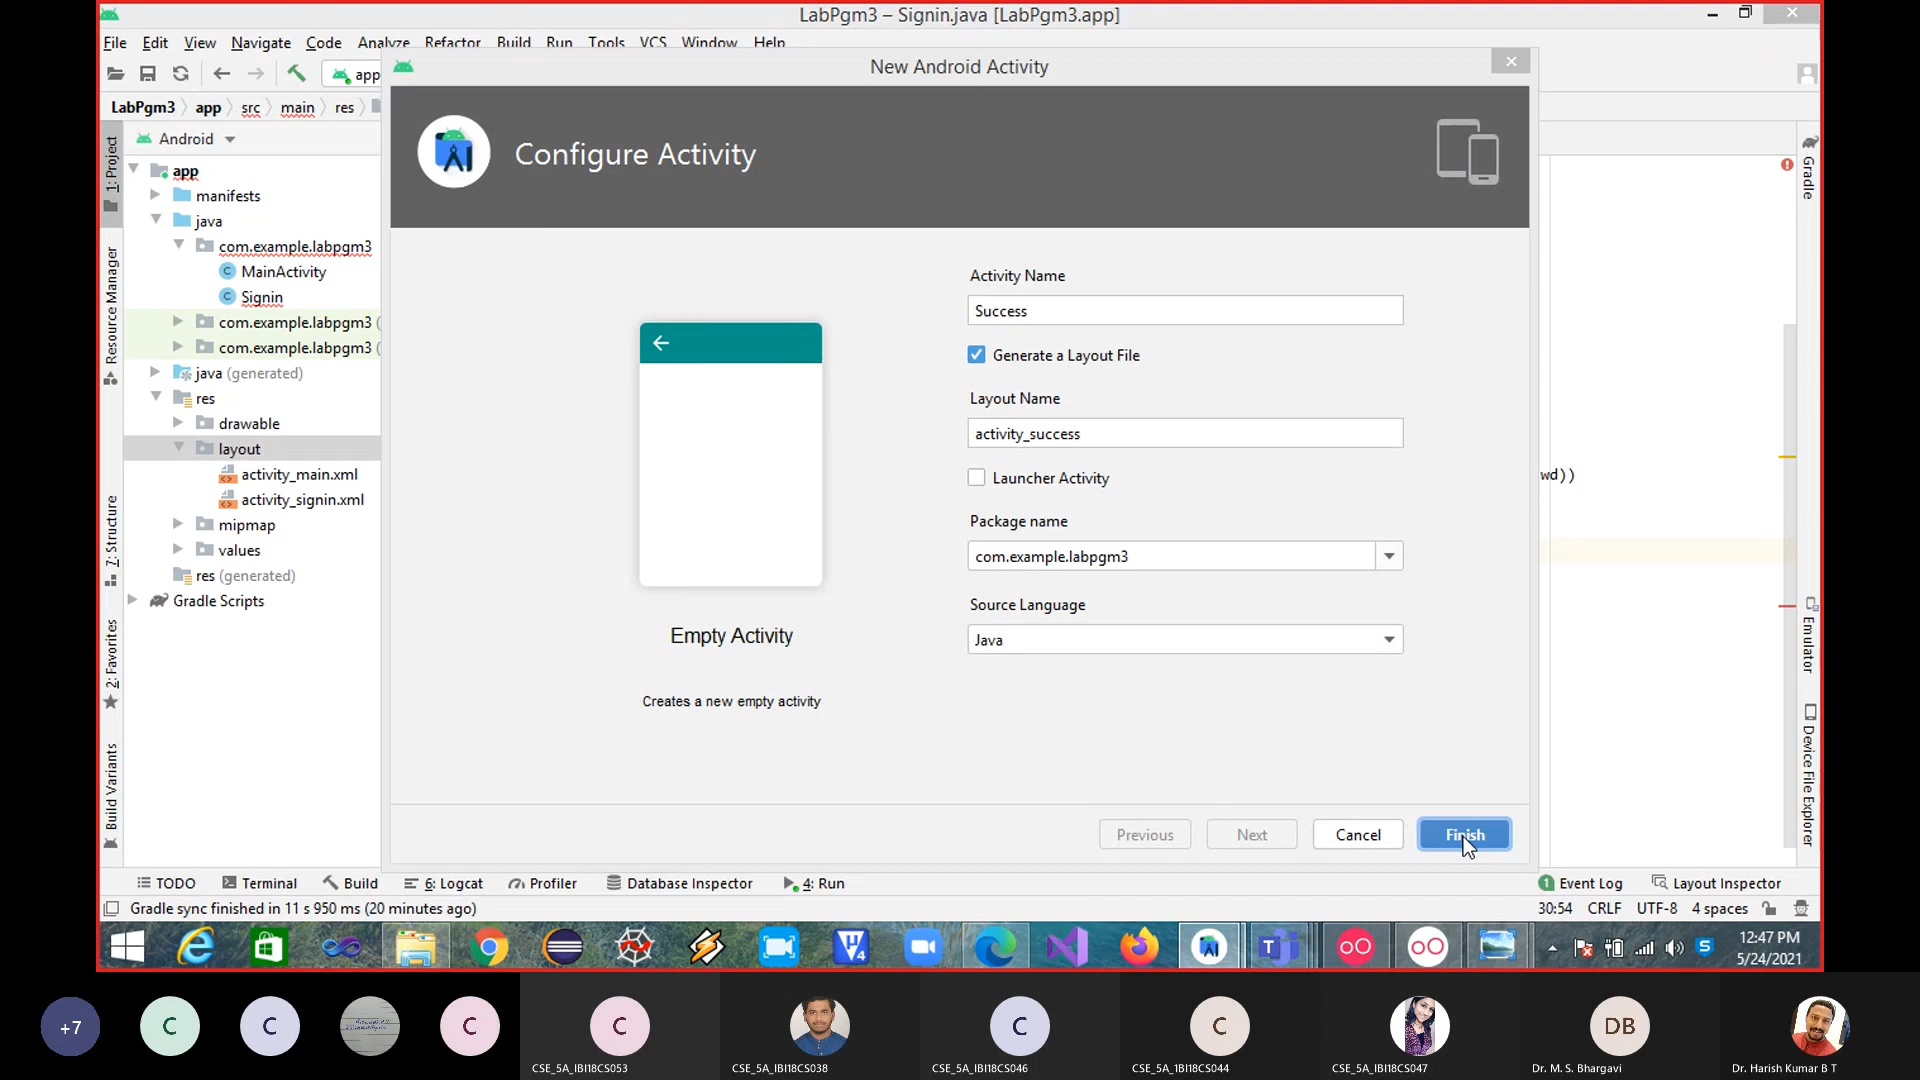 LabPgm3 – Signin.java [LabPgm3.app]
File Edit View Navigate Code Analyze Refactor Build Run Tools VCS Window Help
app
New Android Activity
LabPgm3 app src main res
Configure Activity
Android
1: Project
Resource Manager
7: Structure
2: Favorites
Build Variants
app
manifests
java
com.example.labpgm3
MainActivity
Signin
com.example.labpgm3 (
com.example.labpgm3 (
java (generated)
res
drawable
layout
activity_main.xml
activity_signin.xml
mipmap
values
res (generated)
Gradle Scripts
Empty Activity
Creates a new empty activity
Activity Name
Success
Generate a Layout File
Layout Name
activity_success
Launcher Activity
Package name
com.example.labpgm3
Source Language
Java
Previous Next Cancel Finish
wd))
Gradle
Emulator
Device File Explorer
TODO Terminal Build 6: Logcat Profiler Database Inspector 4: Run 1 Event Log Layout Inspector
Gradle sync finished in 11 s 950 ms (20 minutes ago) 30:54 CRLF UTF-8 4 spaces
12:47 PM
5/24/2021
+7 C C C C C C DB
CSE_5A_IBI18CS053 CSE_5A_IBI18CS038 CSE_5A_IBI18CS046 CSE_5A_1BI18CS044 CSE_5A_IBI18CS047 Dr. M. S. Bhargavi Dr. Harish Kumar B T